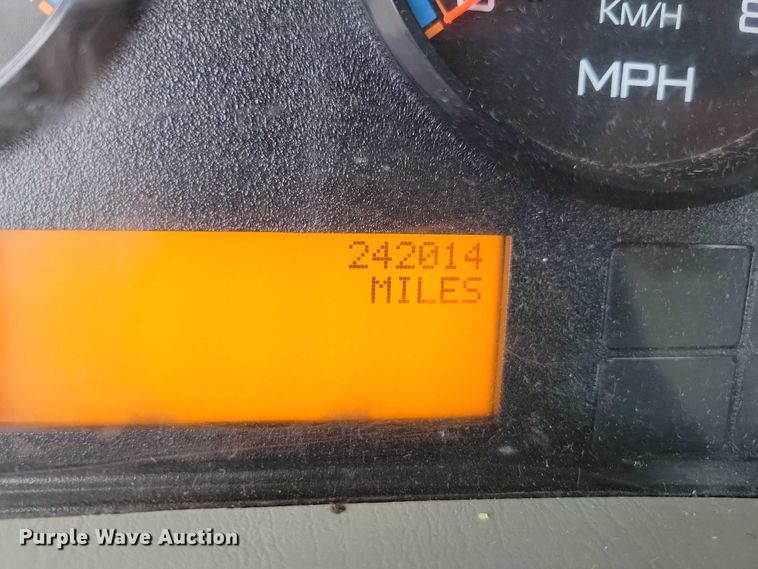 KM/H
MPH
242014
MILES
Purple Wave Auction